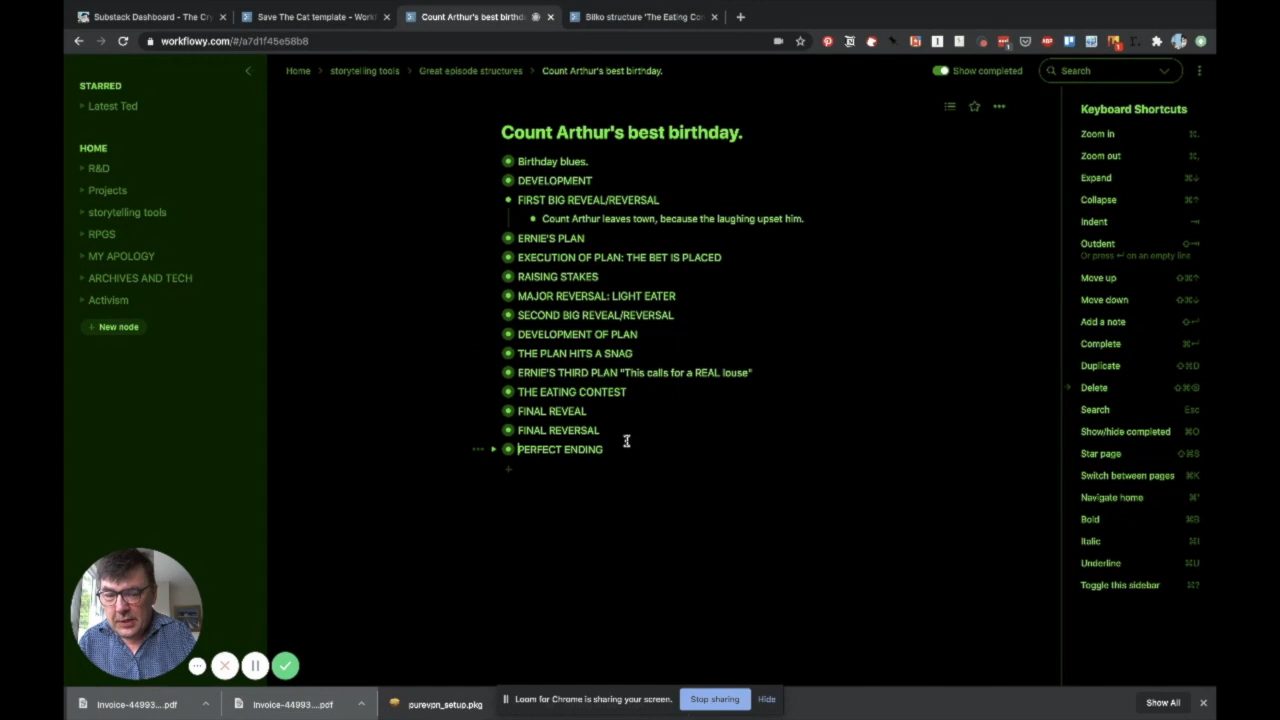 Substack Dashboard - The Cr
Save The Cat template - Workf
Count Arthur's best birthd
Bilko structure 'The Eating Con
workflowy.com/#/a7d1f45e58b8
STARRED
Latest Ted
HOME
R&D
Projects
storytelling tools
RPGS
MY APOLOGY
ARCHIVES AND TECH
Activism
+ New node
Home > storytelling tools > Great episode structures > Count Arthur's best birthday.
Show completed
Search
Count Arthur's best birthday.
Birthday blues.
DEVELOPMENT
FIRST BIG REVEAL/REVERSAL
Count Arthur leaves town, because the laughing upset him.
ERNIE'S PLAN
EXECUTION OF PLAN: THE BET IS PLACED
RAISING STAKES
MAJOR REVERSAL: LIGHT EATER
SECOND BIG REVEAL/REVERSAL
DEVELOPMENT OF PLAN
THE PLAN HITS A SNAG
ERNIE'S THIRD PLAN "This calls for a REAL louse"
THE EATING CONTEST
FINAL REVEAL
FINAL REVERSAL
PERFECT ENDING
Keyboard Shortcuts
Zoom in
Zoom out
Expand
Collapse
Indent
Outdent
Or press ↵ on an empty line
Move up
Move down
Add a note
Complete
Duplicate
Delete
Search Esc
Show/hide completed ⌘O
Star page
Switch between pages ⌘K
Navigate home
Bold ⌘B
Italic ⌘I
Underline ⌘U
Toggle this sidebar ⌘?
Invoice-44993....pdf
Invoice-44993....pdf
purevpn_setup.pkg
Loom for Chrome is sharing your screen.
Stop sharing
Hide
Show All